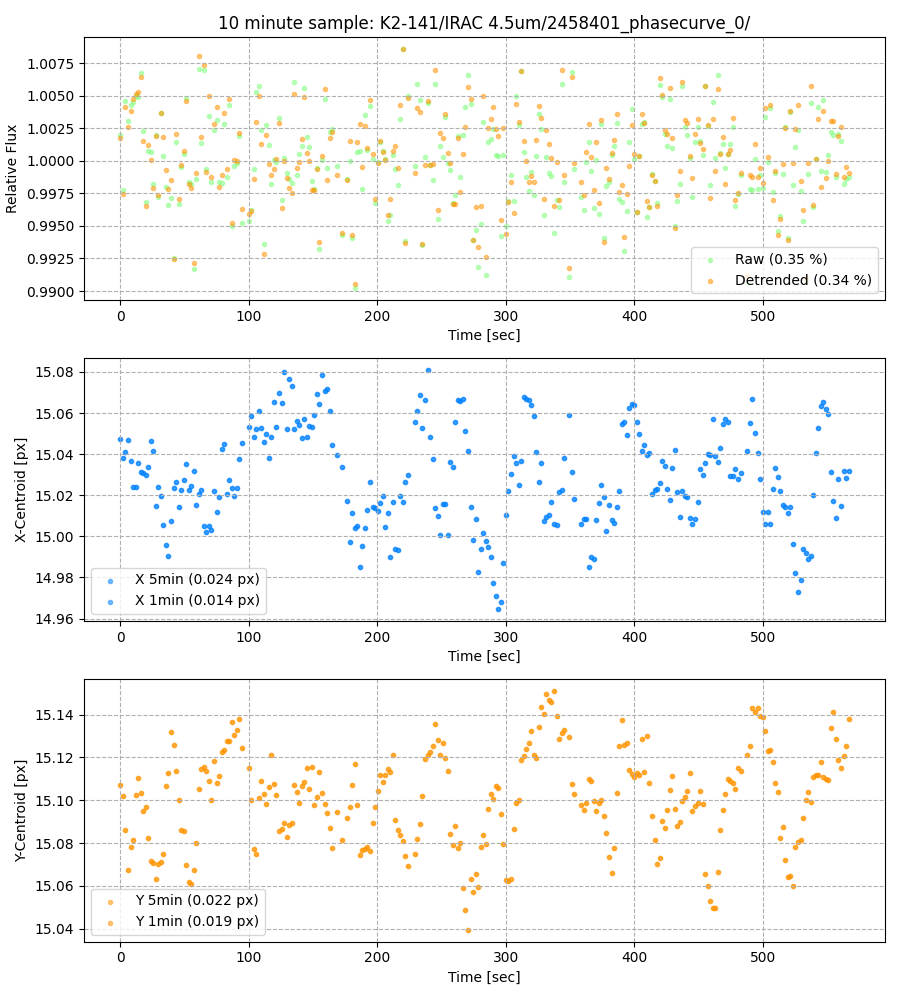 10 minute sample: K2-141/IRAC 4.5um/2458401_phasecurve_0/
Relative Flux
1.0075
1.0050
1.0025
1.0000
0.9975
0.9950
0.9925
0.9900
Raw (0.35 %)
Detrended (0.34 %)
0 100 200 300 400 500
Time [sec]
X-Centroid [px]
15.08
15.06
15.04
15.02
15.00
14.98
14.96
X 5min (0.024 px)
X 1min (0.014 px)
0 100 200 300 400 500
Time [sec]
Y-Centroid [px]
15.14
15.12
15.10
15.08
15.06
15.04
Y 5min (0.022 px)
Y 1min (0.019 px)
0 100 200 300 400 500
Time [sec]